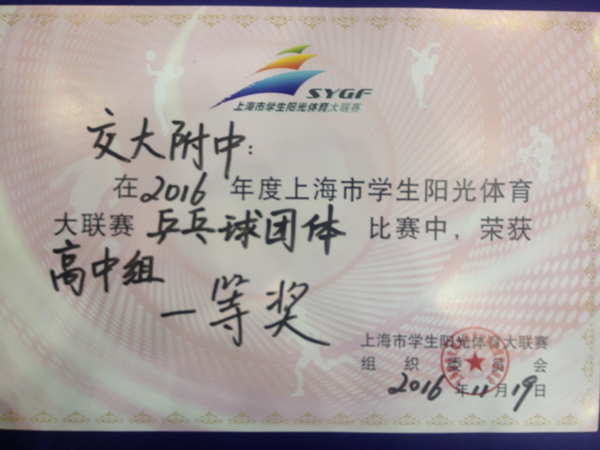 SYGF
上海市学生阳光体育大联赛
交大附中:
在2016年度上海市学生阳光体育
大联赛乒乓球团体比赛中，荣获
高中组
一等奖
上海市学生阳光体育大联赛
组织委员会
2016年11月19日